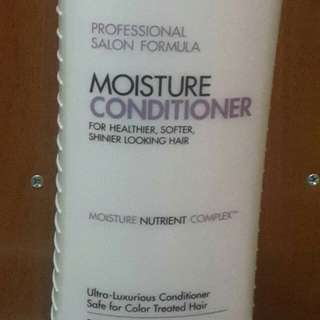 PROFESSIONAL
SALON FORMULA
MOISTURE
CONDITIONER
FOR HEALTHIER, SOFTER,
SHINIER LOOKING HAIR
MOISTURE NUTRIENT COMPLEX™
Ultra-Luxurious Conditioner
Safe for Color Treated Hair